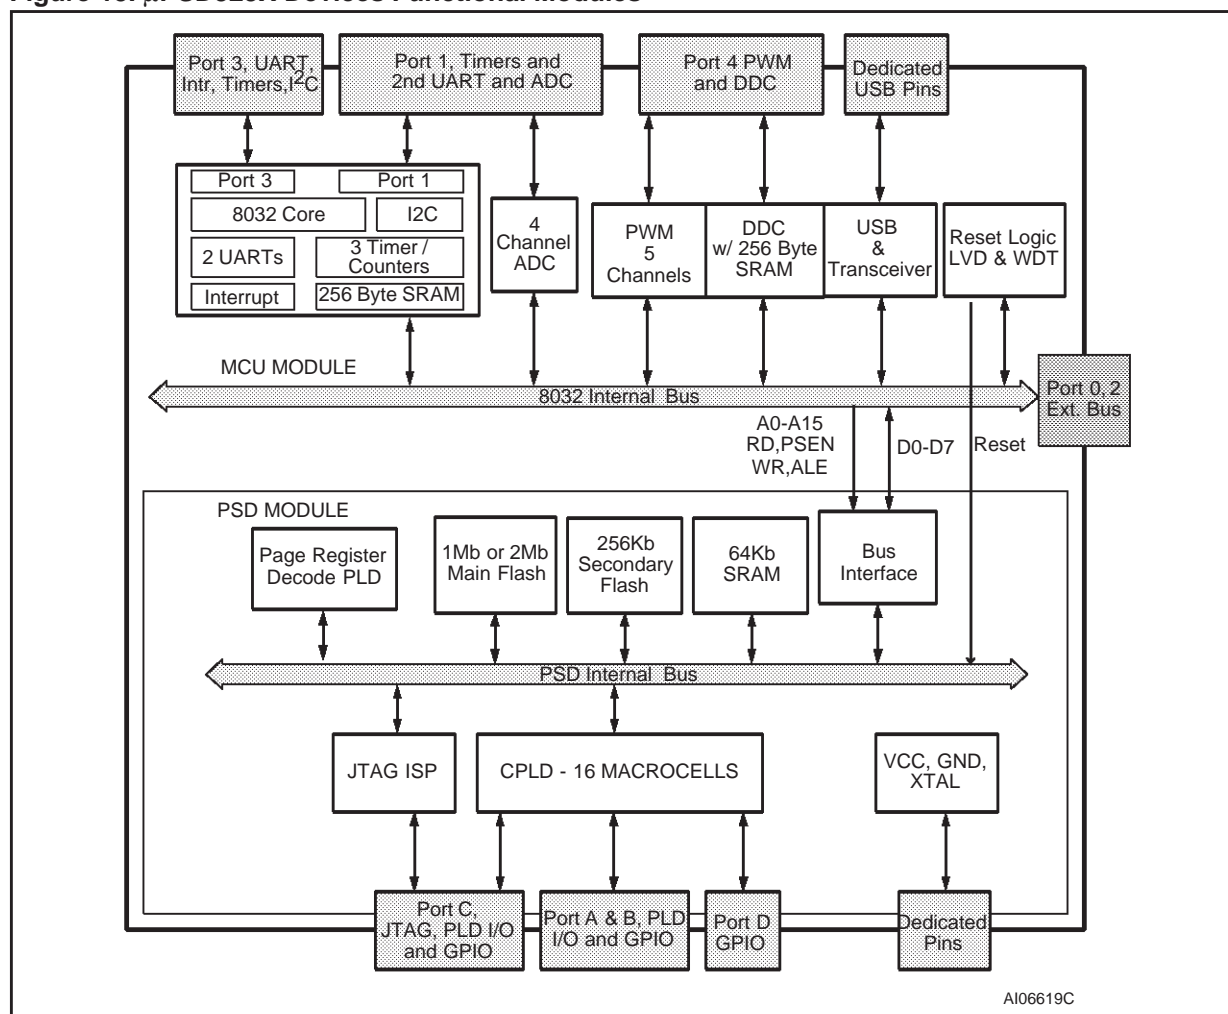 Port 3, UART,
Intr, Timers,I2C
Port 1, Timers and
2nd UART and ADC
Port 4 PWM
and DDC
Dedicated
USB Pins
Port 3
Port 1
8032 Core
I2C
2 UARTs
3 Timer /
Counters
Interrupt
256 Byte SRAM
4
Channel
ADC
PWM
5
Channels
DDC
w/ 256 Byte
SRAM
USB
&
Transceiver
Reset Logic
LVD & WDT
MCU MODULE
8032 Internal Bus
Port 0, 2
Ext. Bus
A0-A15
RD,PSEN
WR,ALE
D0-D7
Reset
PSD MODULE
Page Register
Decode PLD
1Mb or 2Mb
Main Flash
256Kb
Secondary
Flash
64Kb
SRAM
Bus
Interface
PSD Internal Bus
JTAG ISP
CPLD - 16 MACROCELLS
VCC, GND,
XTAL
Port C,
JTAG, PLD I/O
and GPIO
Port A & B, PLD
I/O and GPIO
Port D
GPIO
Dedicated
Pins
AI06619C